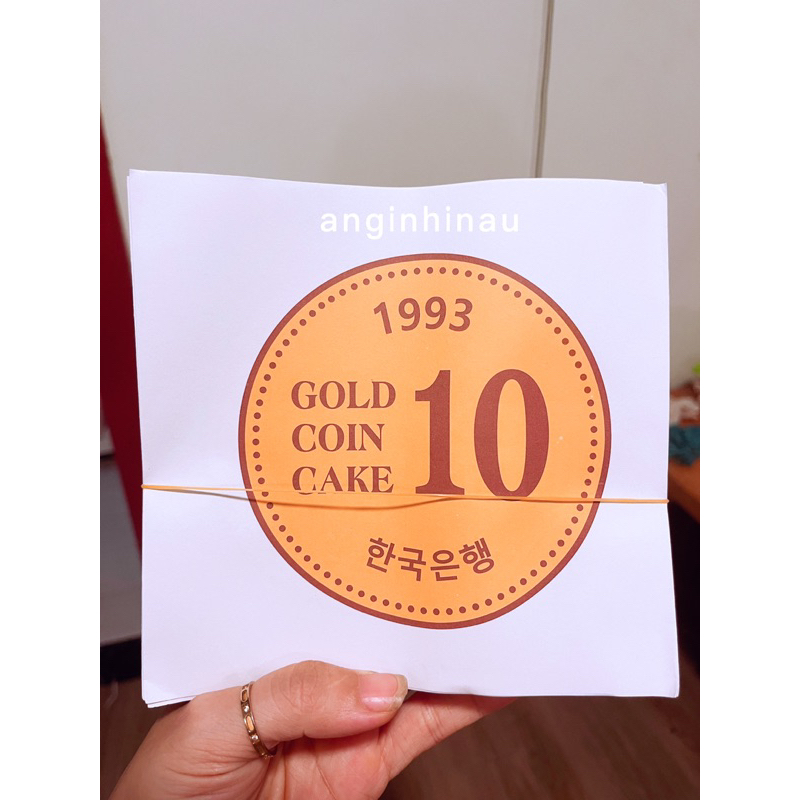 anginhinau
1993
GOLD
COIN
CAKE
10
한국은행